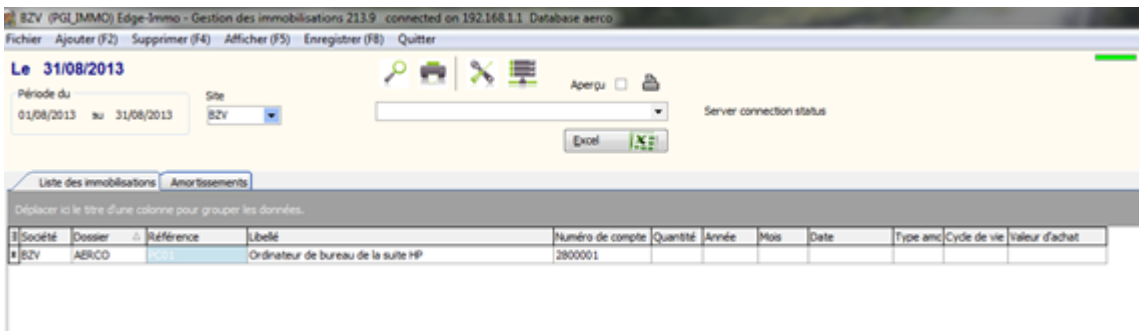 BZV (PGI_IMMO) Edge-Immo - Gestion des immobilisations 213.9 connected on 192.168.1.1 Database aerco
Fichier Ajouter (F2) Supprimer (F4) Afficher (F5) Enregistrer (F8) Quitter
Le 31/08/2013
Période du
01/08/2013 au 31/08/2013
Site
BZV
Aperçu
Server connection status
Excel
Liste des immobilisations Amortissements
Déplacer ici le titre d'une colonne pour grouper les données.
Société Dossier Référence Libellé Numéro de compte Quantité Année Mois Date Type amc Cycle de vie Valeur d'achat
BZV AERCO PC01 Ordinateur de bureau de la suite HP 2800001